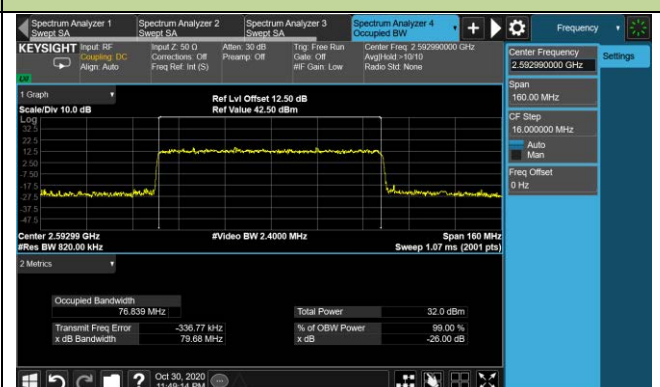 Spectrum Analyzer 1
Swept SA
Spectrum Analyzer 2
Swept SA
Spectrum Analyzer 3
Swept SA
Spectrum Analyzer 4
Occupied BW
Frequency
KEYSIGHT
Input: RF
Coupling: DC
Align: Auto
Input Z: 50 Ω
Corrections: Off
Freq Ref: Int (S)
Atten: 30 dB
Preamp: Off
Trig: Free Run
Gate: Off
#IF Gain: Low
Center Freq: 2.592990000 GHz
Avg|Hold:>10/10
Radio Std: None
Center Frequency
2.592990000 GHz
Settings
Span
160.00 MHz
CF Step
16.000000 MHz
Auto
Man
Freq Offset
0 Hz
1 Graph
Scale/Div 10.0 dB
Ref Lvl Offset 12.50 dB
Ref Value 42.50 dBm
Log
32.5
22.5
12.5
2.50
-7.50
-17.5
-27.5
-37.5
-47.5
Center 2.59299 GHz
#Res BW 820.00 kHz
#Video BW 2.4000 MHz
Span 160 MHz
Sweep 1.07 ms (2001 pts)
2 Metrics
Occupied Bandwidth
76.839 MHz
Total Power
32.0 dBm
Transmit Freq Error
-336.77 kHz
% of OBW Power
99.00 %
x dB Bandwidth
79.68 MHz
x dB
-26.00 dB
Oct 30, 2020
11:49:14 PM